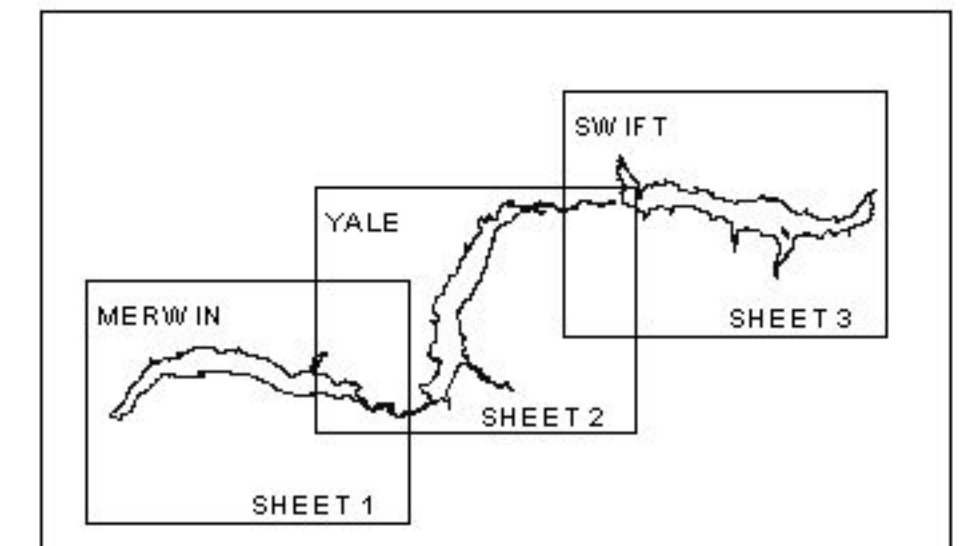 SWIFT
YALE
MERWIN
SHEET 3
SHEET 2
SHEET 1